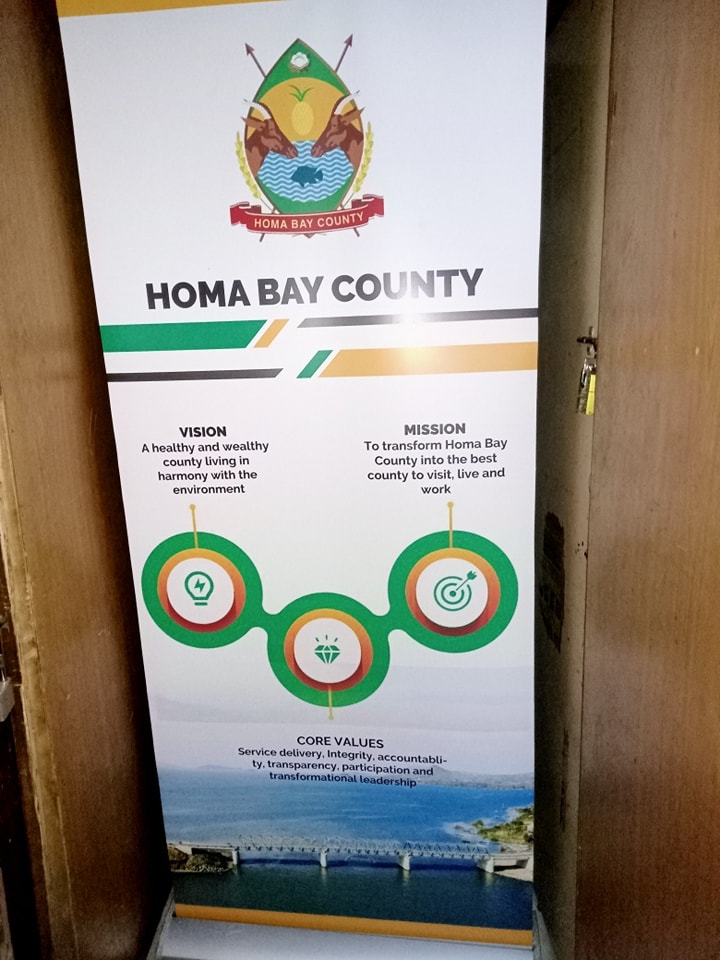 HOMA BAY COUNTY
HOMA BAY COUNTY
VISION
A healthy and wealthy
county living in
harmony with the
environment
MISSION
To transform Homa Bay
County into the best
county to visit, live and
work
CORE VALUES
Service delivery, Integrity, accountabli-
ty, transparency, participation and
transformational leadership